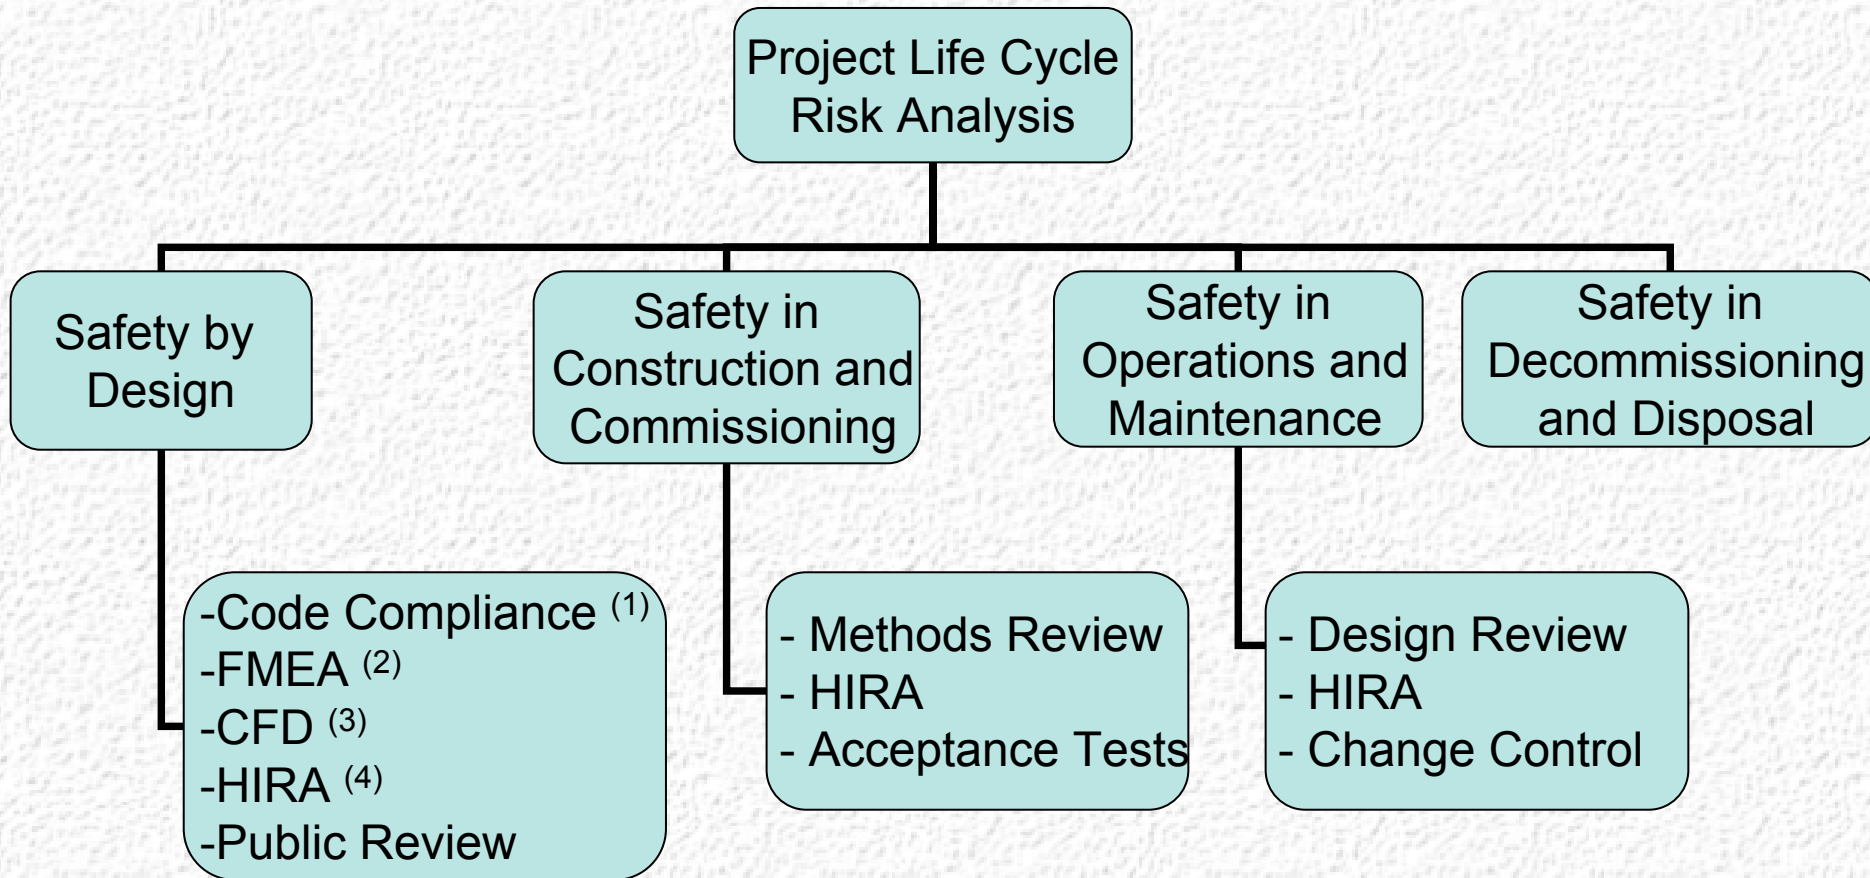 Project Life Cycle
Risk Analysis
Safety by
Design
Safety in
Construction and
Commissioning
Safety in
Operations and
Maintenance
Safety in
Decommissioning
and Disposal
-Code Compliance (1)
-FMEA (2)
-CFD (3)
-HIRA (4)
-Public Review
- Methods Review
- HIRA
- Acceptance Tests
- Design Review
- HIRA
- Change Control